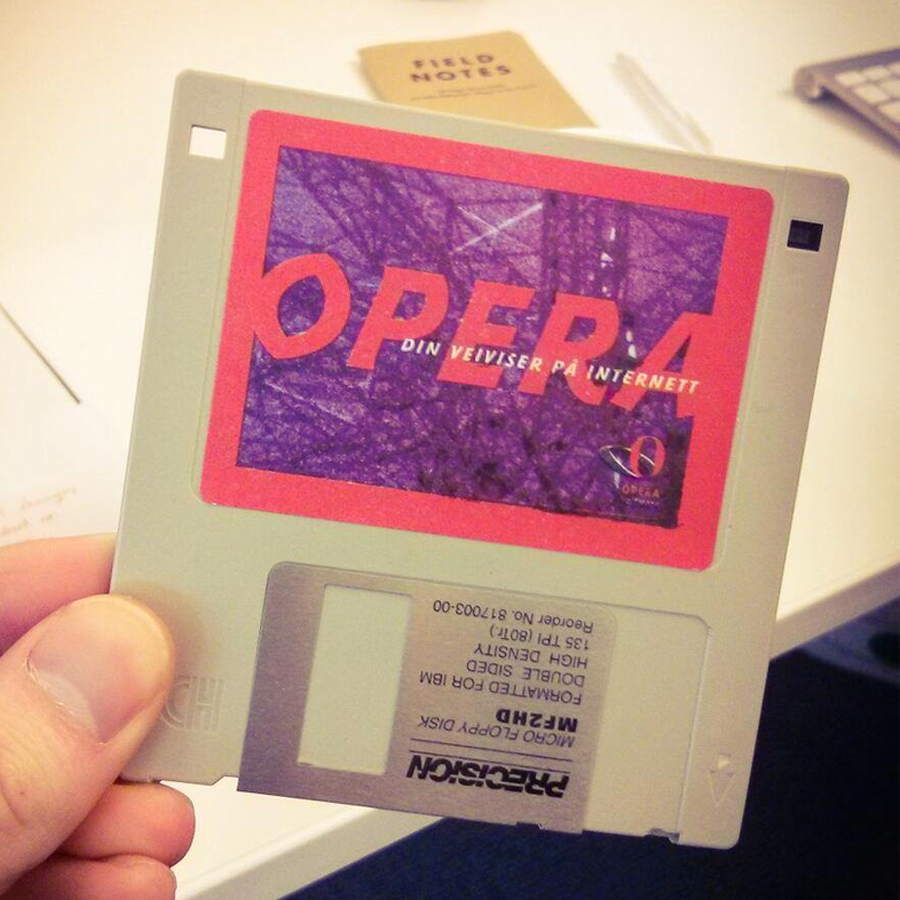 FIELD
NOTES
OPERA
DIN VEIVISER PÅ INTERNETT
O
OPERA
PRECISION
MICRO FLOPPY DISK
MF2HD
FORMATTED FOR IBM
DOUBLE SIDED
HIGH DENSITY
135 TPI (80Tr.)
Reorder No. 817003-00
CH